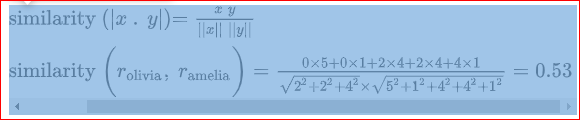 similarity (|x . y|)= x y / ||x|| ||y||
similarity (r_olivia, r_amelia) = 0×5+0×1+2×4+2×4+4×1 / √2²+2²+4² × √5²+1²+4²+4²+1² = 0.53